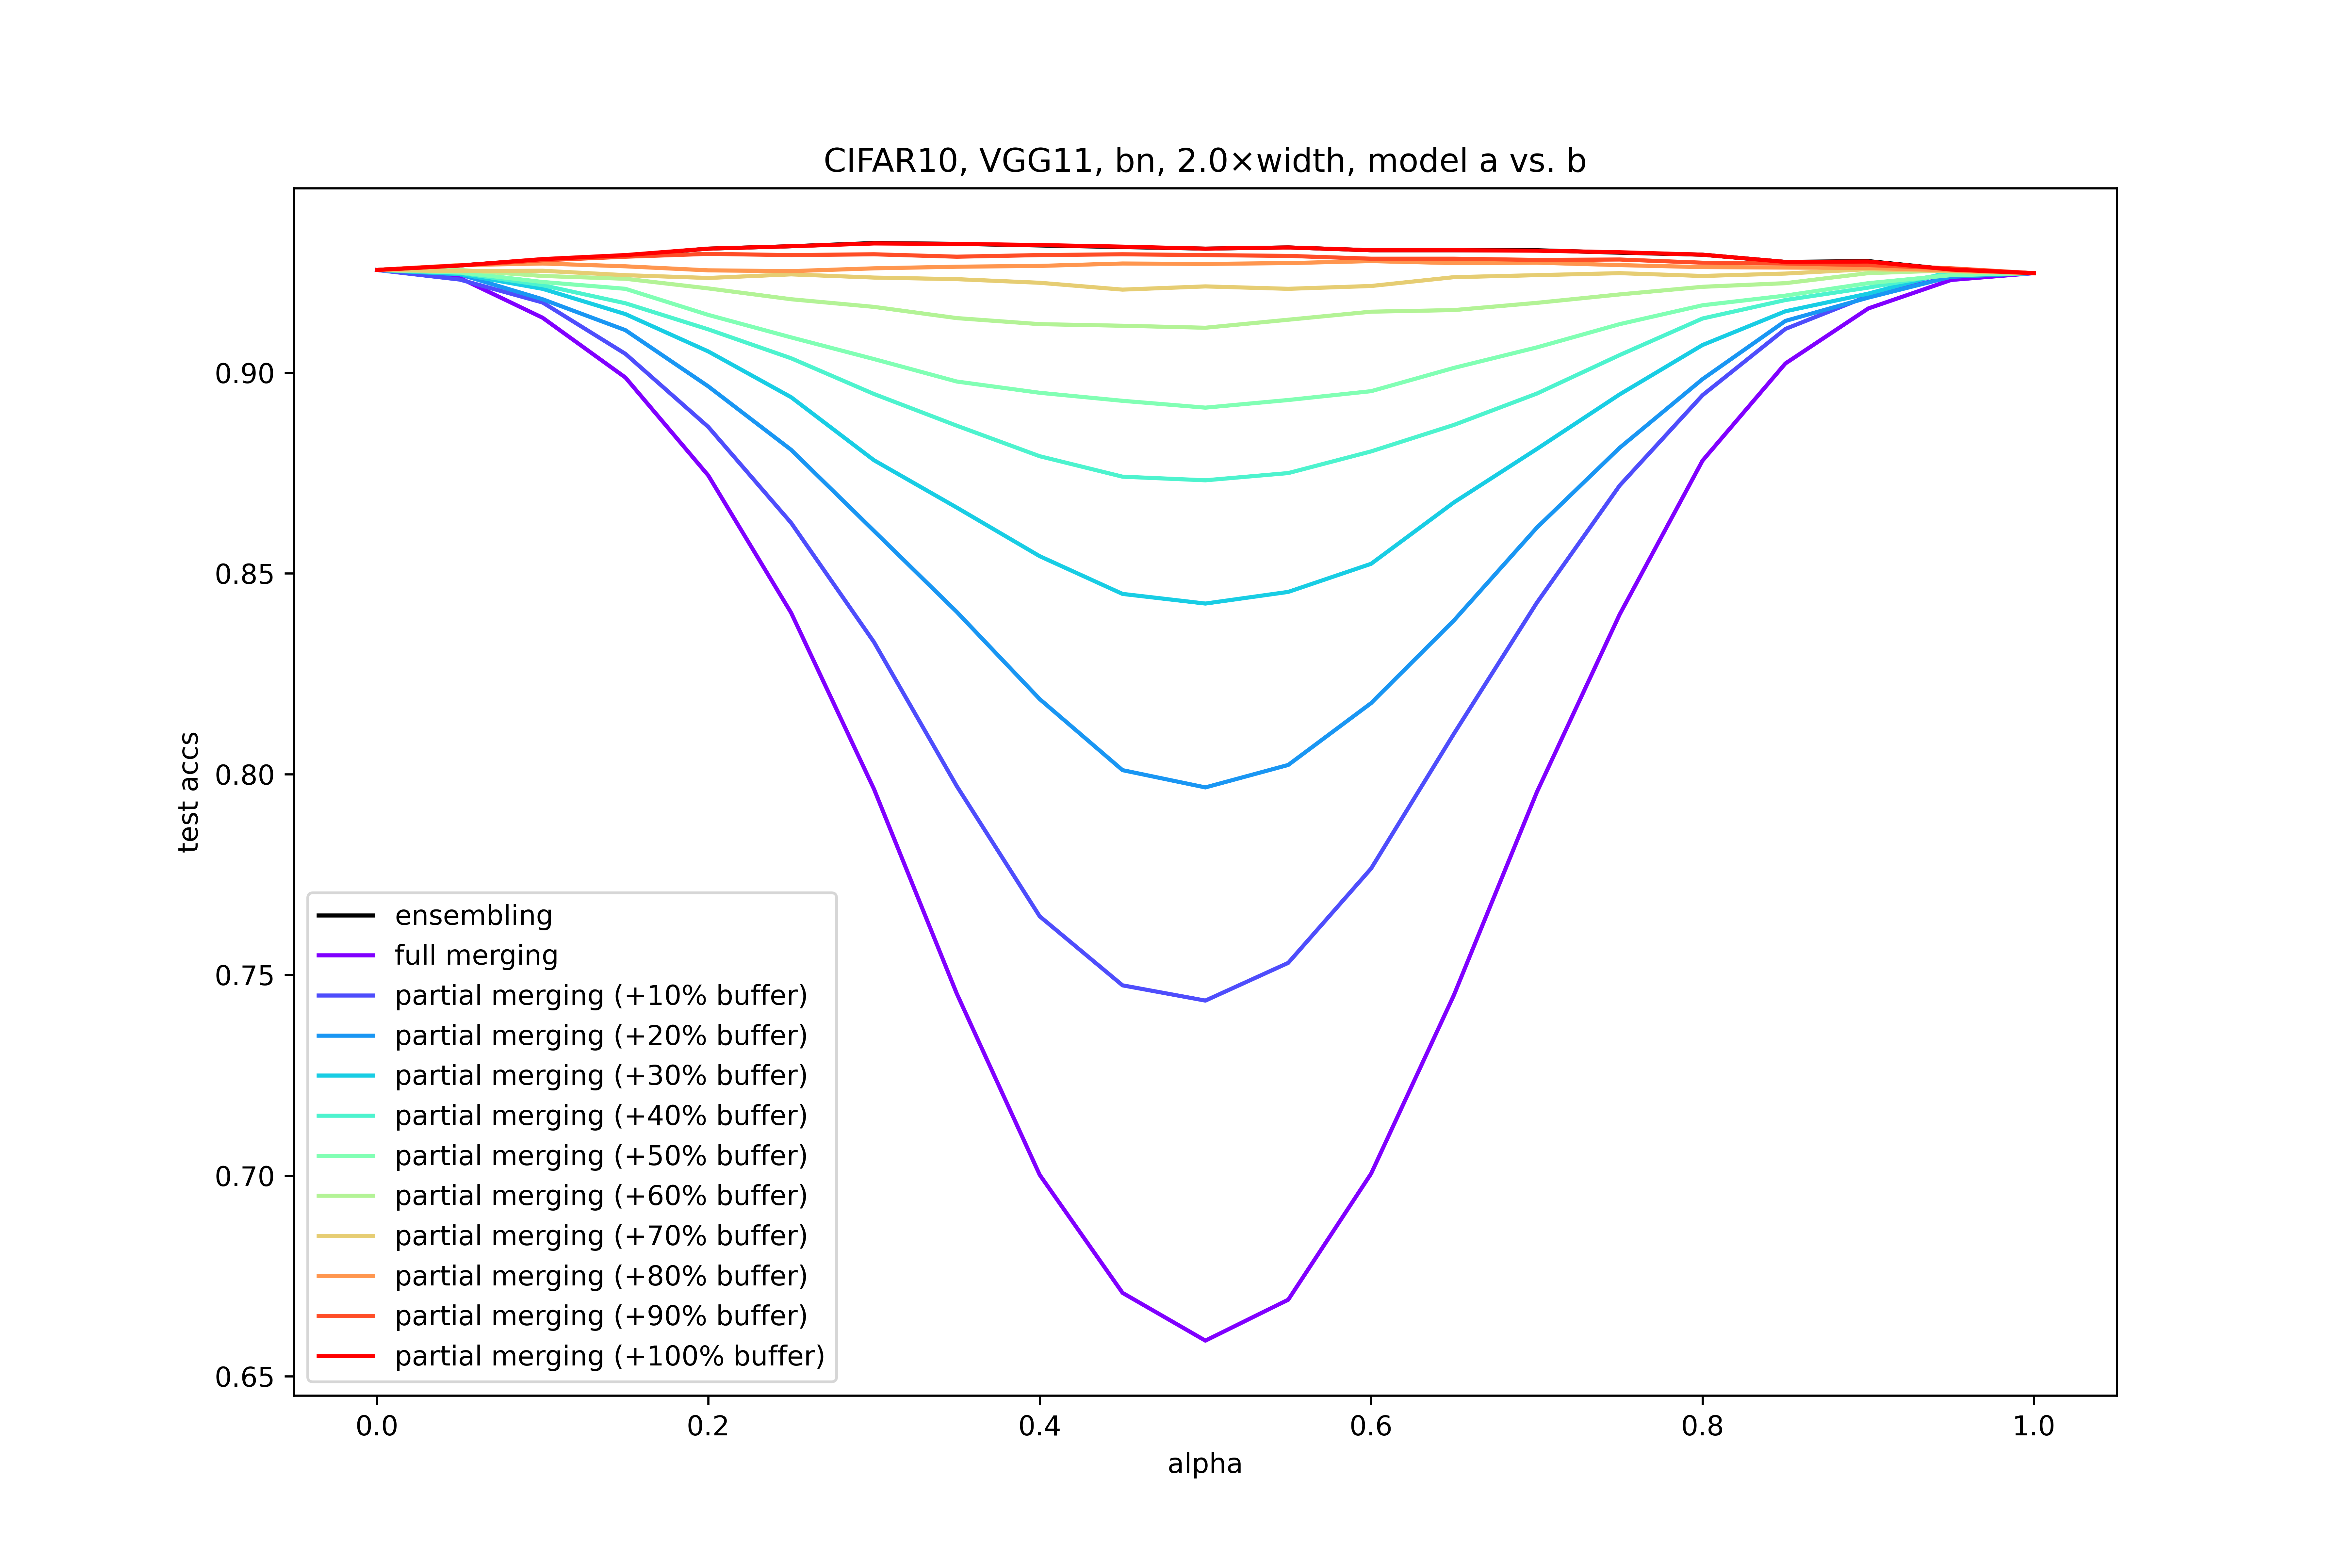 CIFAR10, VGG11, bn, 2.0×width, model a vs. b
test accs
0.90
0.85
0.80
0.75
0.70
0.65
ensembling
full merging
partial merging (+10% buffer)
partial merging (+20% buffer)
partial merging (+30% buffer)
partial merging (+40% buffer)
partial merging (+50% buffer)
partial merging (+60% buffer)
partial merging (+70% buffer)
partial merging (+80% buffer)
partial merging (+90% buffer)
partial merging (+100% buffer)
0.0 0.2 0.4 0.6 0.8 1.0
alpha